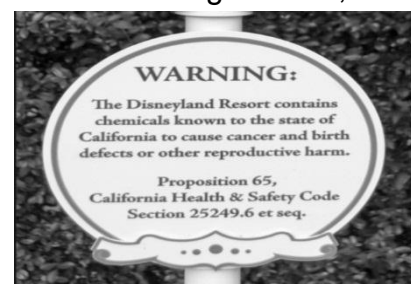 WARNING:
The Disneyland Resort contains
chemicals known to the state of
California to cause cancer and birth
defects or other reproductive harm.
Proposition 65,
California Health & Safety Code
Section 25249.6 et seq.